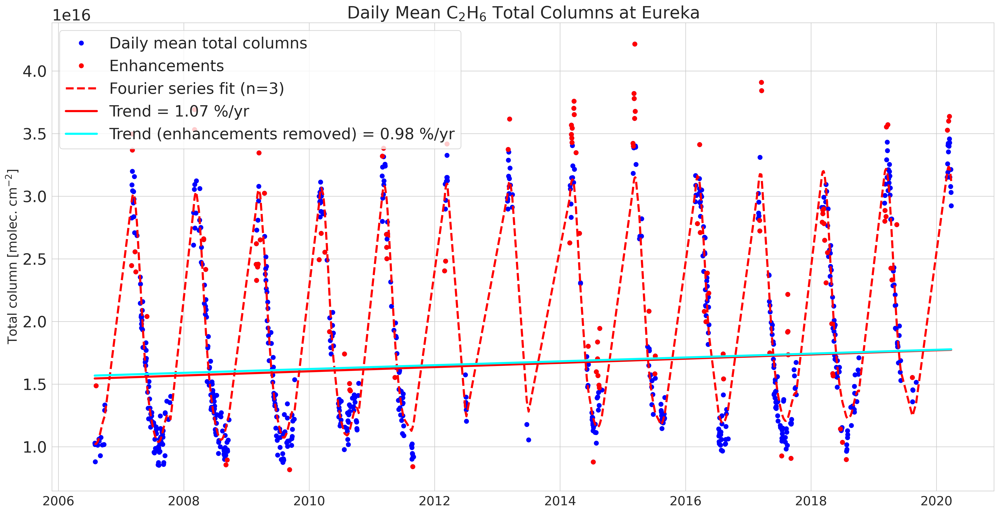 Daily Mean C₂H₆ Total Columns at Eureka
1e16
Daily mean total columns
Enhancements
Fourier series fit (n=3)
Trend = 1.07 %/yr
Trend (enhancements removed) = 0.98 %/yr
Total column [molec. cm⁻²]
4.0
3.5
3.0
2.5
2.0
1.5
1.0
2006 2008 2010 2012 2014 2016 2018 2020